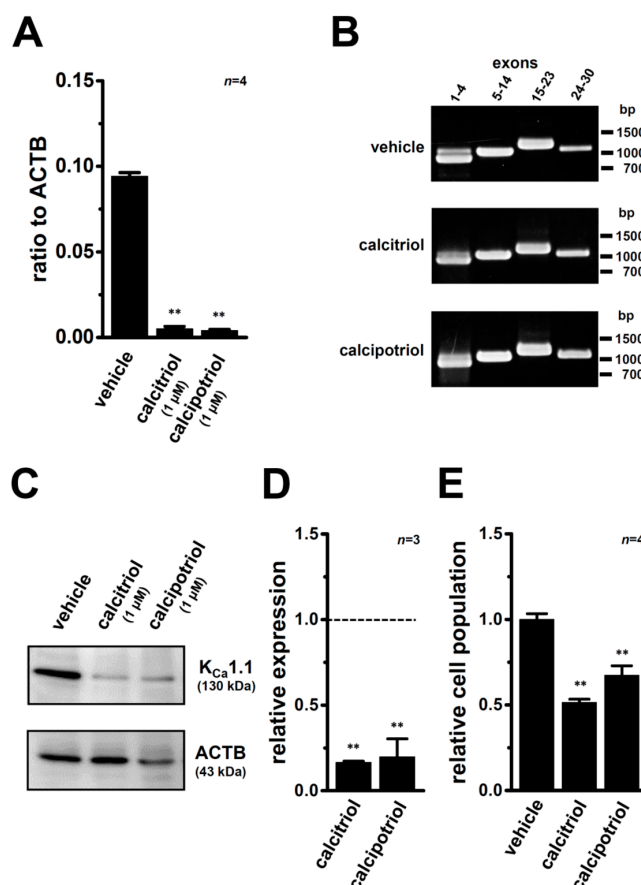 A
n=4
ratio to ACTB
0.15
0.10
0.05
0.00
**
**
vehicle
calcitriol
(1 µM)
calcipotriol
(1 µM)
B
exons
1-4
5-14
15-23
24-30
bp
vehicle
1500
1000
700
bp
calcitriol
1500
1000
700
bp
calcipotriol
1500
1000
700
C
vehicle
calcitriol
(1 µM)
calcipotriol
(1 µM)
KCa1.1
(130 kDa)
ACTB
(43 kDa)
D
n=3
relative expression
1.5
1.0
0.5
0.0
**
**
calcitriol
calcipotriol
E
n=4
relative cell population
1.5
1.0
0.5
0.0
**
**
vehicle
calcitriol
calcipotriol